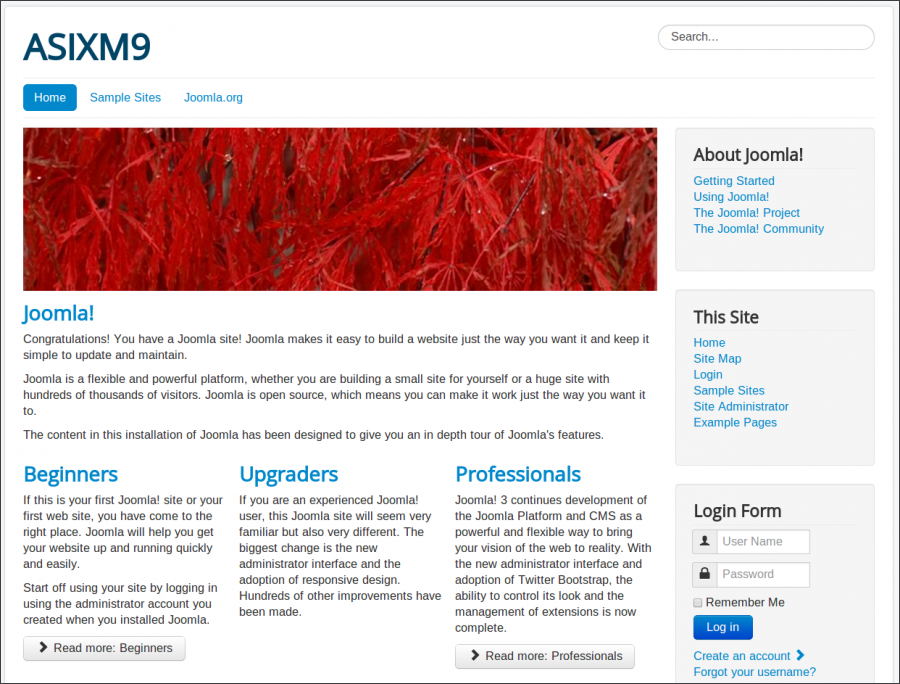 ASIXM9
Search...
Home
Sample Sites
Joomla.org
Joomla!
Congratulations! You have a Joomla site! Joomla makes it easy to build a website just the way you want it and keep it
simple to update and maintain.
Joomla is a flexible and powerful platform, whether you are building a small site for yourself or a huge site with
hundreds of thousands of visitors. Joomla is open source, which means you can make it work just the way you want it
to.
The content in this installation of Joomla has been designed to give you an in depth tour of Joomla's features.
Beginners
If this is your first Joomla! site or your
first web site, you have come to the
right place. Joomla will help you get
your website up and running quickly
and easily.
Start off using your site by logging in
using the administrator account you
created when you installed Joomla.
Read more: Beginners
Upgraders
If you are an experienced Joomla!
user, this Joomla site will seem very
familiar but also very different. The
biggest change is the new
administrator interface and the
adoption of responsive design.
Hundreds of other improvements have
been made.
Professionals
Joomla! 3 continues development of
the Joomla Platform and CMS as a
powerful and flexible way to bring
your vision of the web to reality. With
the new administrator interface and
adoption of Twitter Bootstrap, the
ability to control its look and the
management of extensions is now
complete.
Read more: Professionals
About Joomla!
Getting Started
Using Joomla!
The Joomla! Project
The Joomla! Community
This Site
Home
Site Map
Login
Sample Sites
Site Administrator
Example Pages
Login Form
User Name
Password
Remember Me
Log in
Create an account
Forgot your username?